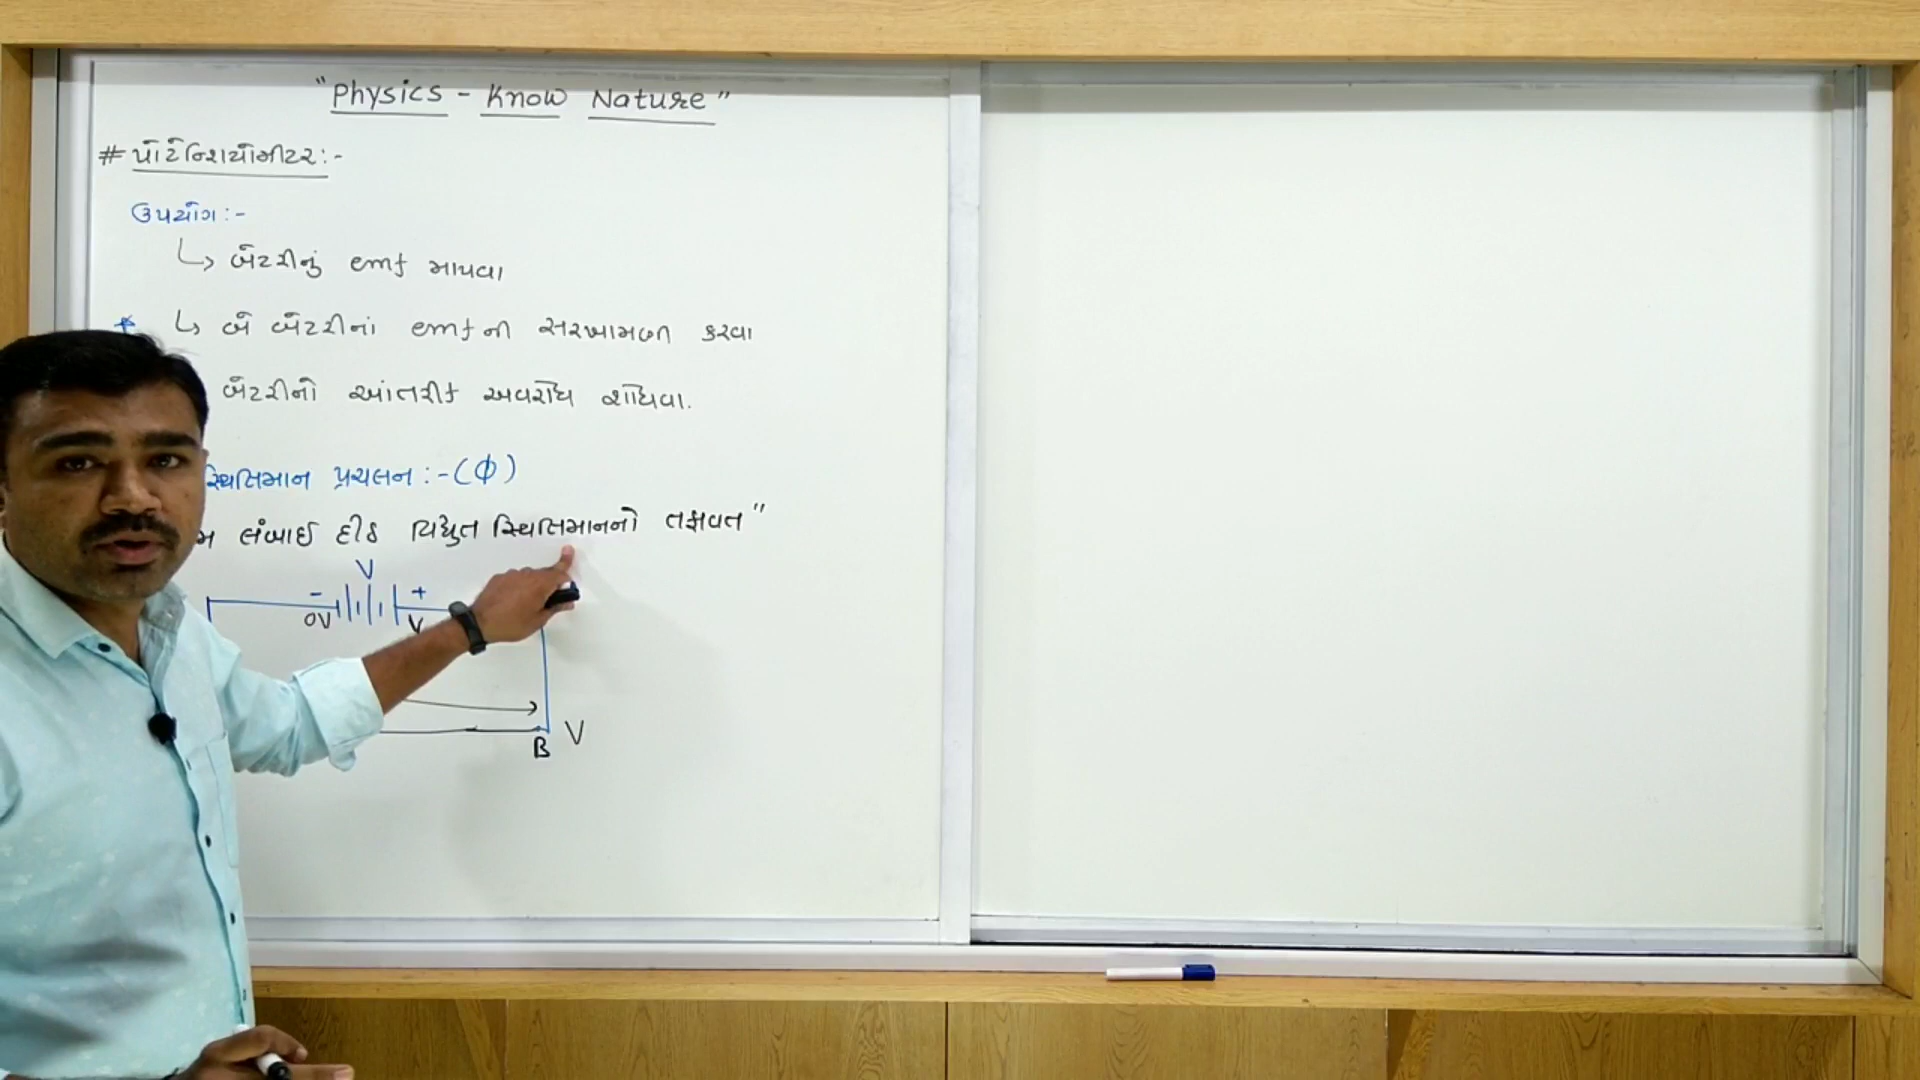 "Physics - Know Nature"
# પોટેન્શિયોમીટર:-
ઉપયોગ:-
↳ બેટરીનું emf માપવા
* ↳ બે બેટરીનાં emf ની સરખામણી કરવા
બેટરીનો આંતરીક અવરોધ શોધવા.
સ્થિતિમાન પ્રચલન :- (ϕ)
લંબાઈ દીઠ વિદ્યુત સ્થિતિમાનનો તફાવત"
V
- +
0V V
B V